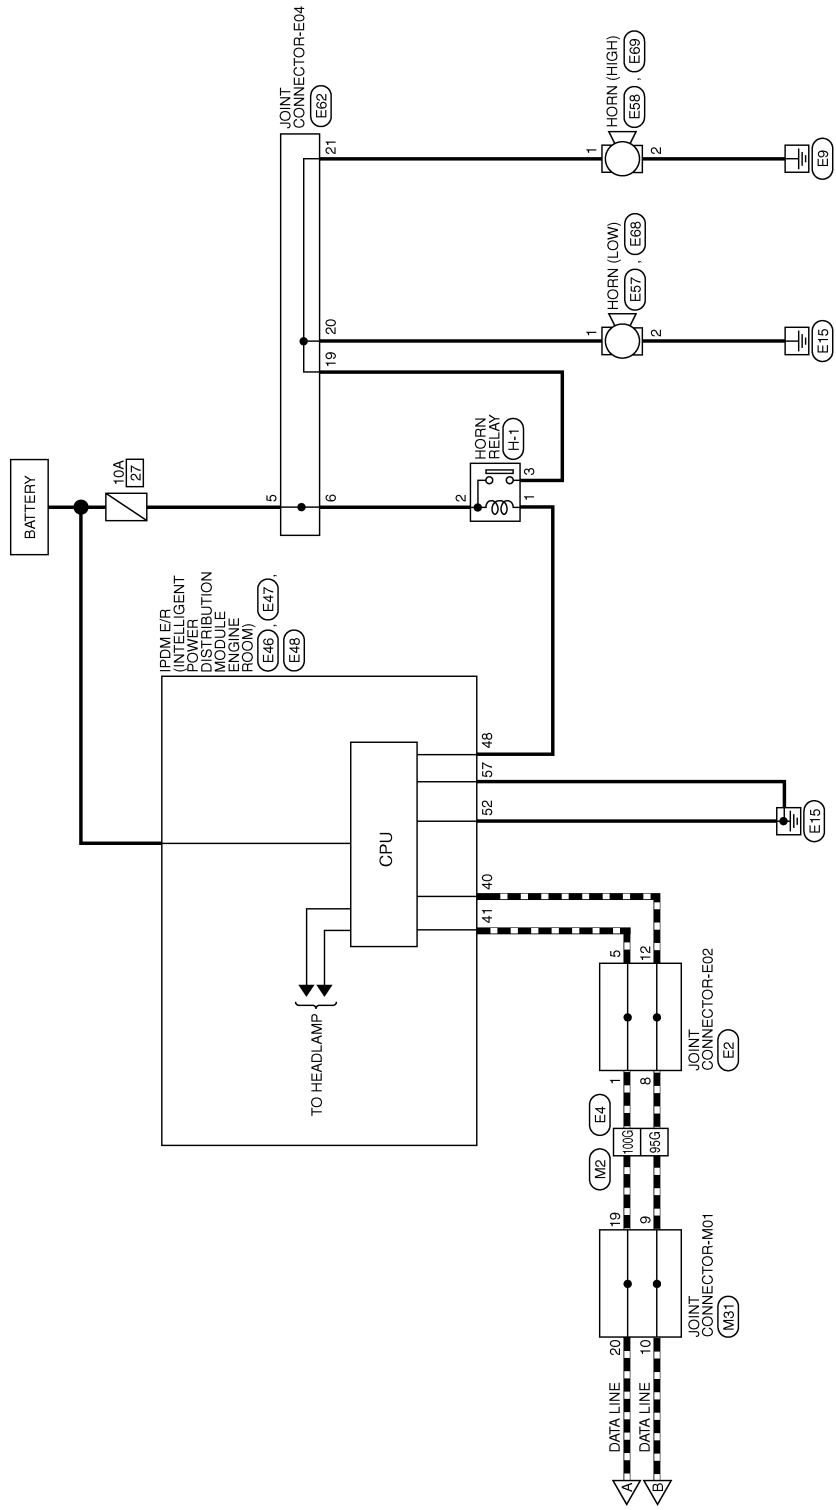 BATTERY
10A
27
JOINT
CONNECTOR-E04
E62
5
6
19
20
21
HORN
RELAY
H-1
2
1
3
HORN (LOW)
E57 , E68
1
2
E15
HORN (HIGH)
E58 , E69
1
2
E9
IPDM E/R
(INTELLIGENT
POWER
DISTRIBUTION
MODULE
ENGINE
ROOM)
E46 , E47 ,
E48
CPU
TO HEADLAMP
41
40
52
57
48
E15
5
12
JOINT
CONNECTOR-E02
E2
1
8
M2
E4
100G
95G
19
9
JOINT
CONNECTOR-M01
M31
20
10
DATA LINE
DATA LINE
A
B